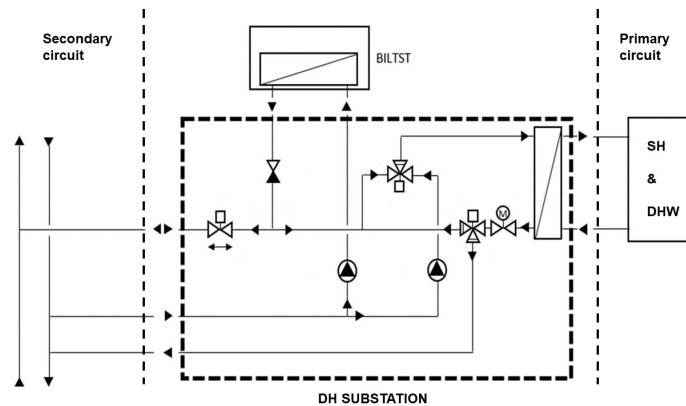 Secondary
circuit
BILTST
Primary
circuit
SH
&
DHW
M
DH SUBSTATION